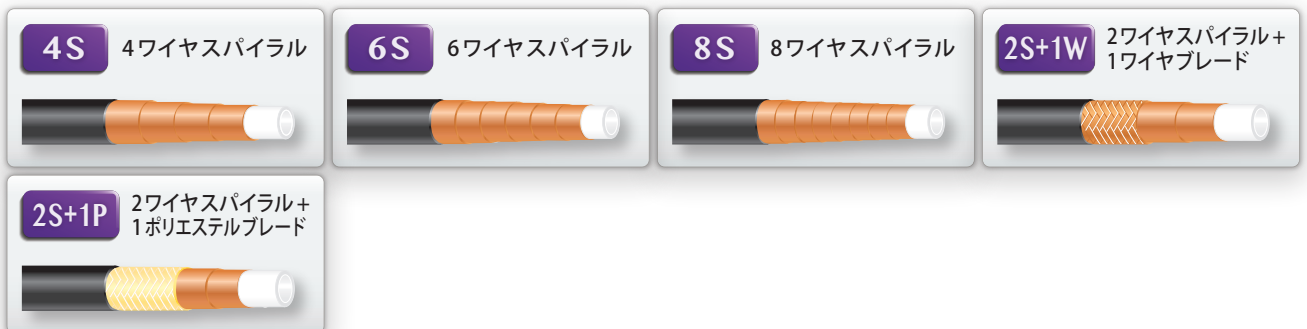 4S
4ワイヤスパイラル
6S
6ワイヤスパイラル
8S
8ワイヤスパイラル
2S+1W
2ワイヤスパイラル+
1ワイヤブレード
2S+1P
2ワイヤスパイラル+
1ポリエステルブレード